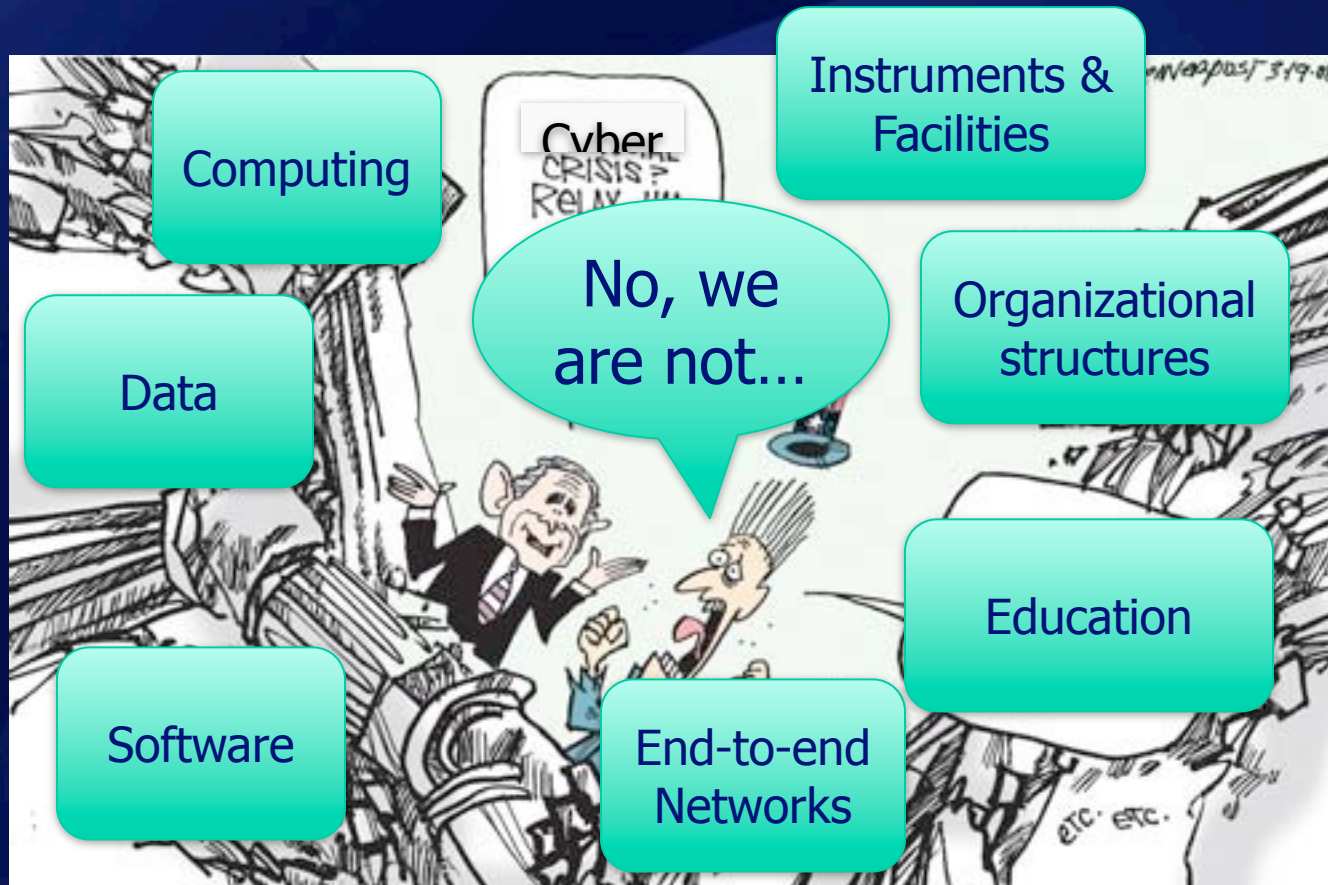 Instruments &
Facilities
Computing
Cyber
CRISIS?
RELAX
No, we
are not...
Organizational
structures
Data
Education
Software
End-to-end
Networks
ETC. ETC.